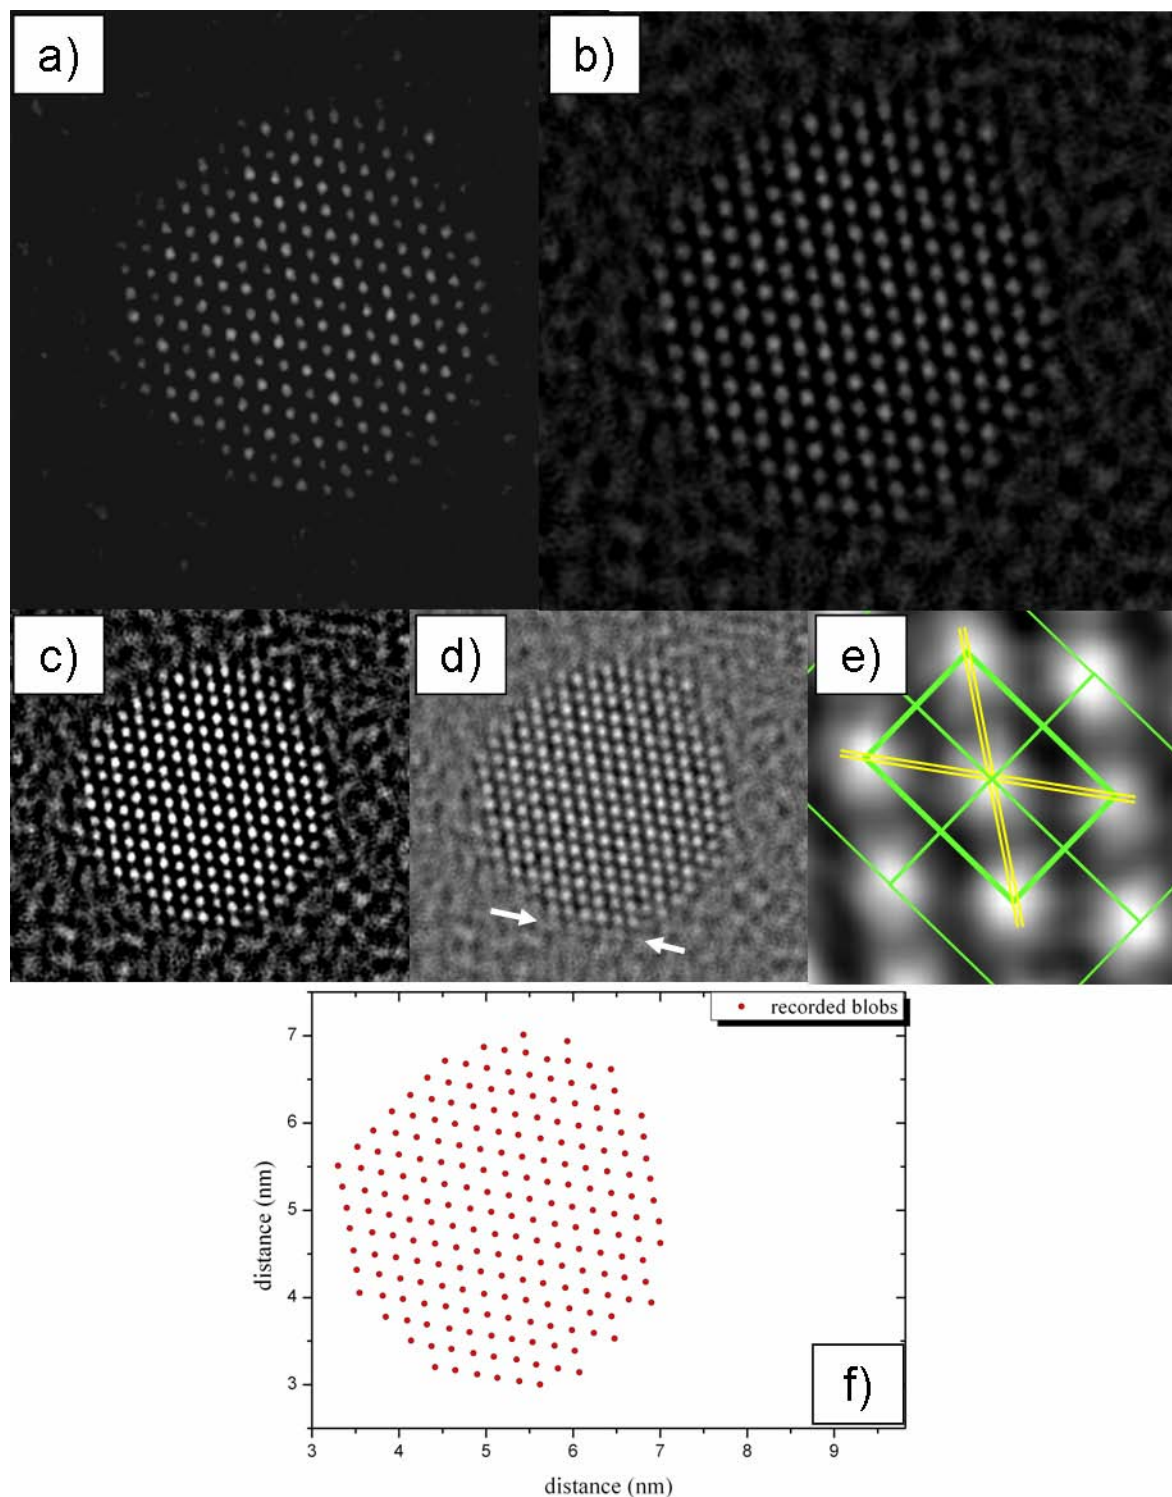 a)
b)
c)
d)
e)
recorded blobs
7
6
5
4
3
distance (nm)
3 4 5 6 7 8 9
distance (nm)
f)